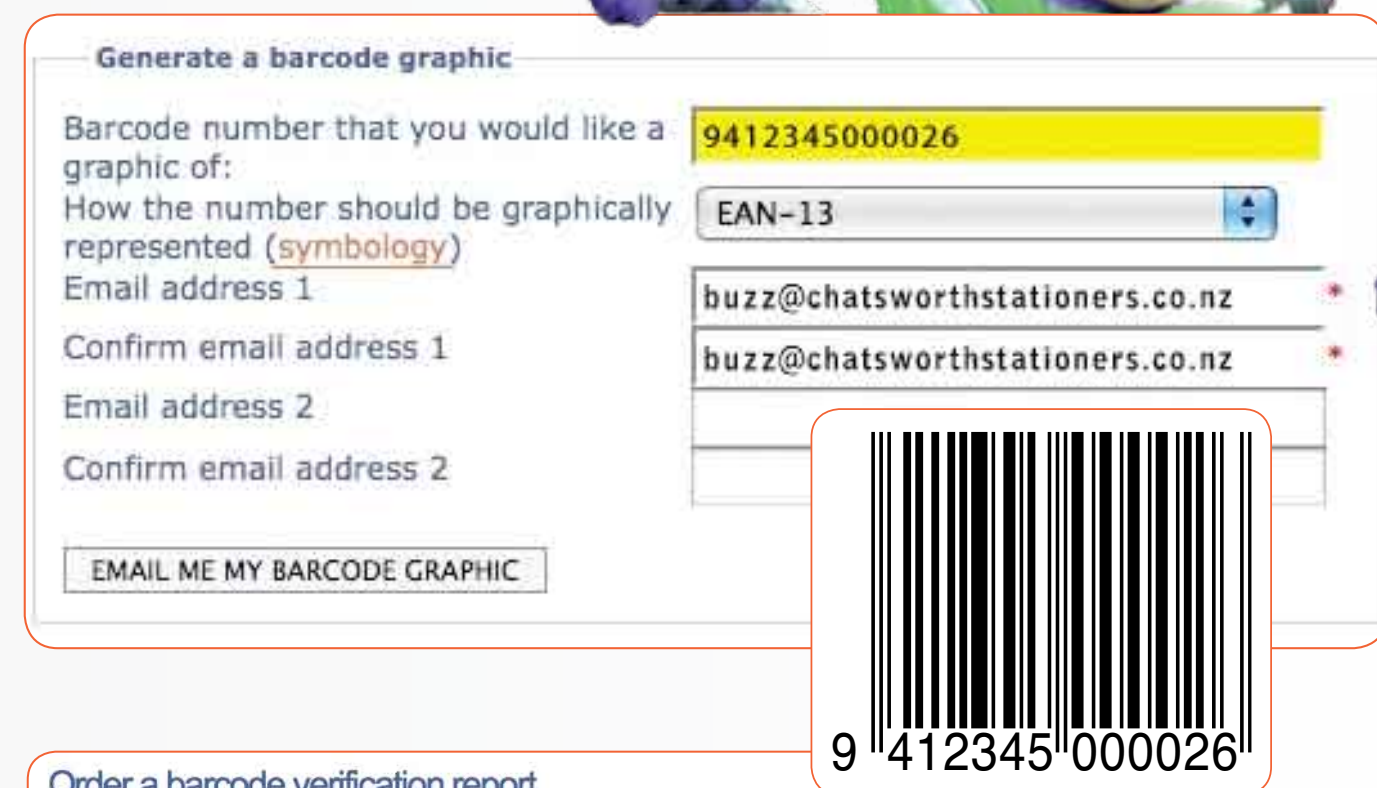 Generate a barcode graphic
Barcode number that you would like a
graphic of:
9412345000026
How the number should be graphically
represented (symbology)
EAN-13
Email address 1
buzz@chatsworthstationers.co.nz *
Confirm email address 1
buzz@chatsworthstationers.co.nz *
Email address 2
Confirm email address 2
EMAIL ME MY BARCODE GRAPHIC
9 412345 000026
Order a barcode verification report